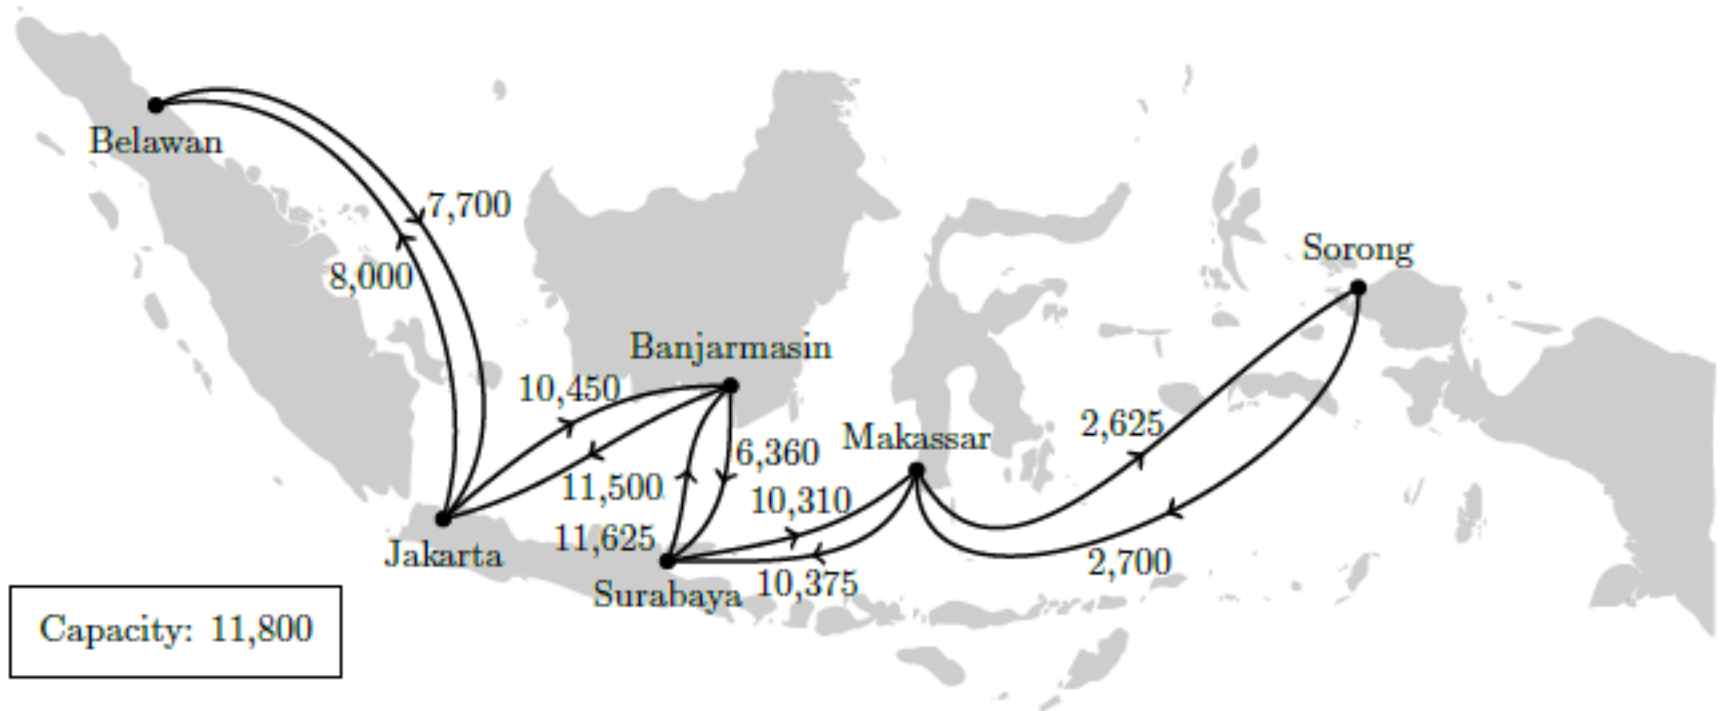 Belawan
7,700
8,000
Sorong
Banjarmasin
10,450
2,625
Makassar
6,360
11,500
10,310
11,625
Jakarta
2,700
10,375
Surabaya
Capacity: 11,800